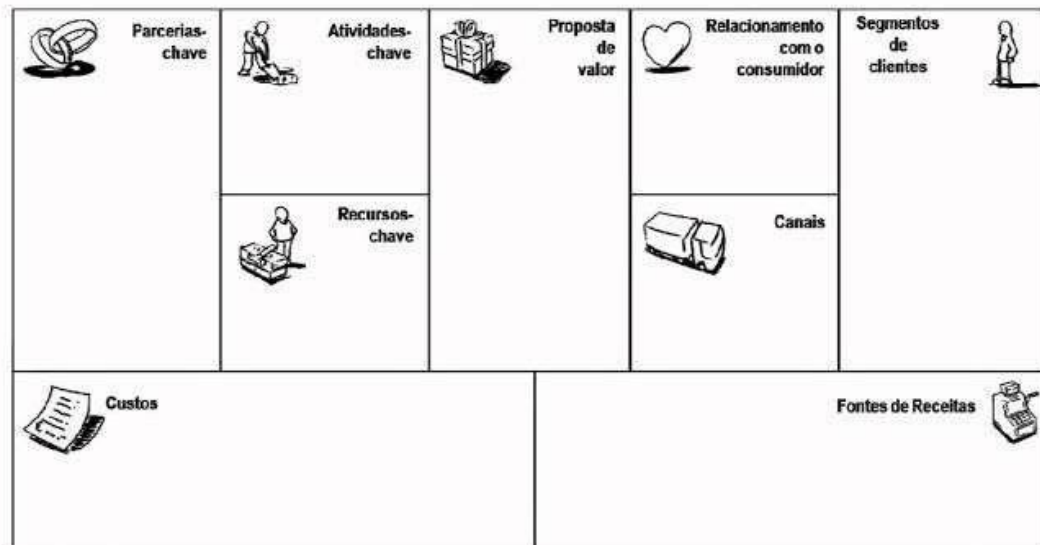 Parcerias-
chave
Atividades-
chave
Proposta
de
valor
Relacionamento
com o
consumidor
Segmentos
de
clientes
Recursos-
chave
Canais
Custos
Fontes de Receitas